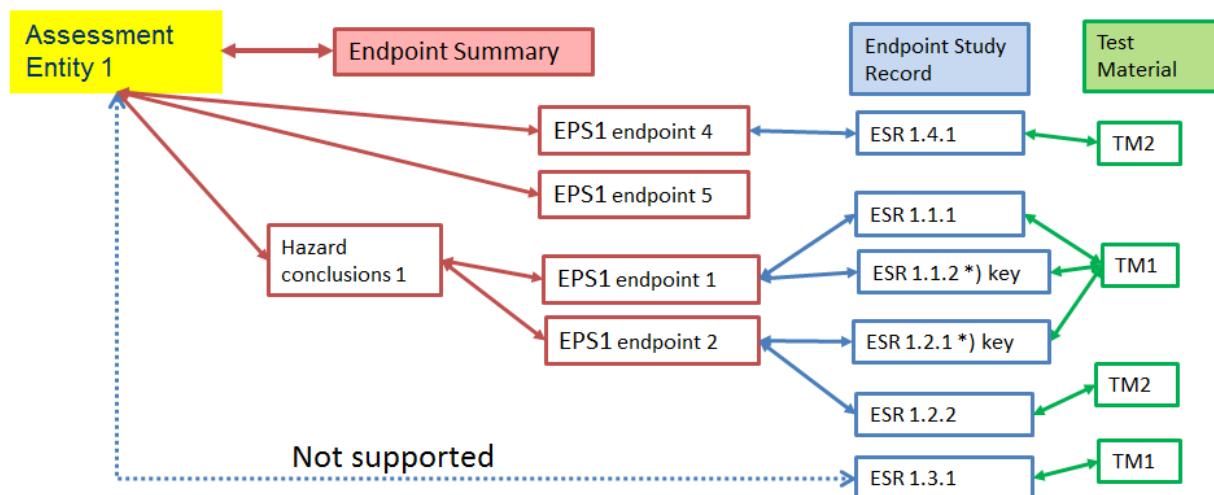 Assessment
Entity 1
Endpoint Summary
Endpoint Study
Record
Test
Material
EPS1 endpoint 4
ESR 1.4.1
TM2
EPS1 endpoint 5
ESR 1.1.1
Hazard
conclusions 1
EPS1 endpoint 1
ESR 1.1.2 *) key
TM1
EPS1 endpoint 2
ESR 1.2.1 *) key
TM2
ESR 1.2.2
Not supported
ESR 1.3.1
TM1